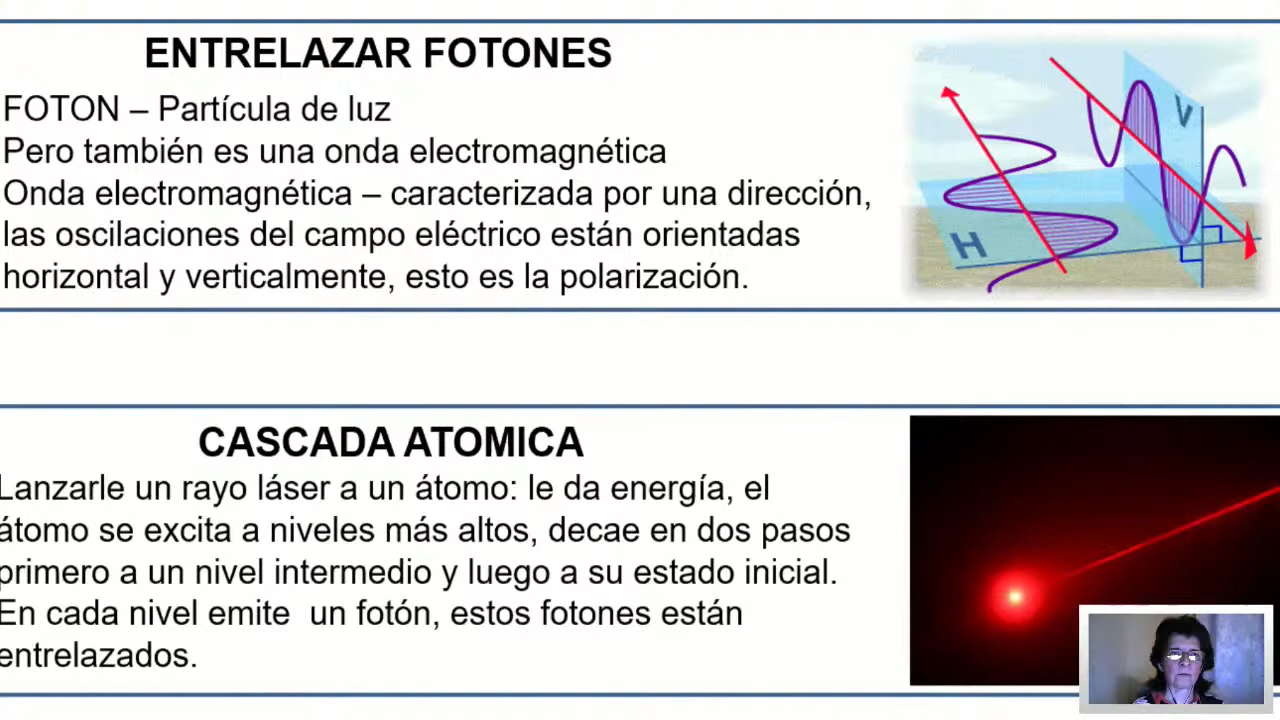 ENTRELAZAR FOTONES
FOTON – Partícula de luz
Pero también es una onda electromagnética
Onda electromagnética – caracterizada por una dirección,
las oscilaciones del campo eléctrico están orientadas
horizontal y verticalmente, esto es la polarización.
V
H
CASCADA ATOMICA
Lanzarle un rayo láser a un átomo: le da energía, el
átomo se excita a niveles más altos, decae en dos pasos
primero a un nivel intermedio y luego a su estado inicial.
En cada nivel emite  un fotón, estos fotones están
entrelazados.